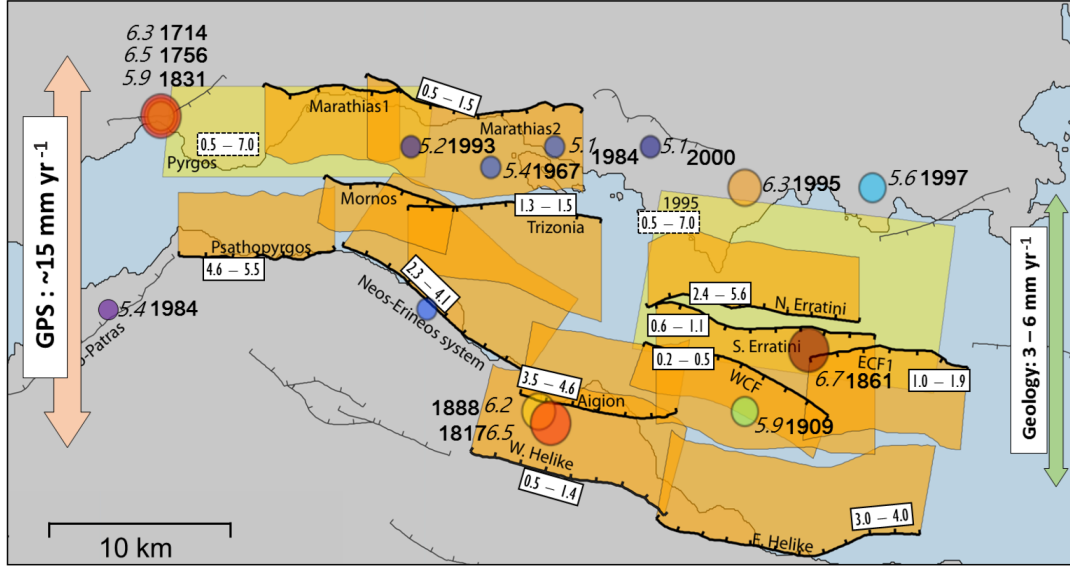 6.3 1714
6.5 1756
5.9 1831
GPS : ~15 mm yr-1
Marathias1
0.5 – 1.5
Marathias2
0.5 – 7.0
Pyrgos
5.2 1993
5.1 1984
5.4 1967
5.1 2000
6.3 1995
5.6 1997
Mornos
1.3 – 1.5
Trizonia
1995
0.5 – 7.0
Psathopyrgos
4.6 – 5.5
2.3 – 4.1
Neos-Erineos system
5.4 1984
o-Patras
2.4 – 5.6
N. Erratini
0.6 – 1.1
S. Erratini
0.2 – 0.5
WCF
ECF1
6.7 1861
1.0 – 1.9
Geology: 3 – 6 mm yr-1
3.5 – 4.6
Aigion
1888 6.2
1817 6.5
5.9 1909
W. Helike
0.5 – 1.4
3.0 – 4.0
E. Helike
10 km